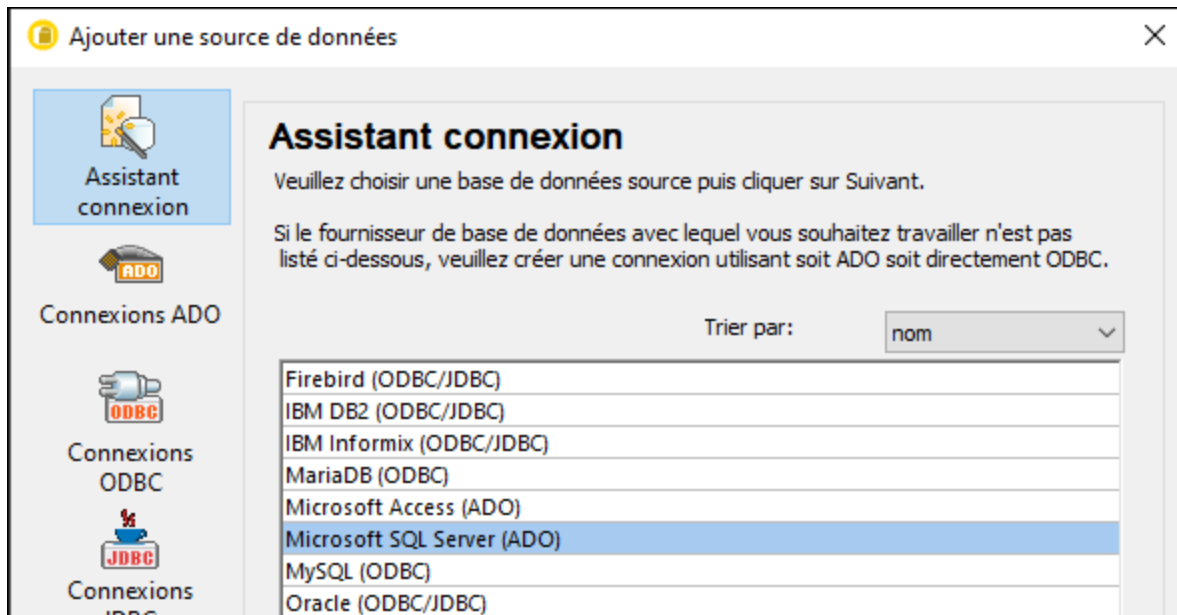 Ajouter une source de données
Assistant
connexion
ADO
Connexions ADO
ODBC
Connexions
ODBC
JDBC
Connexions
Assistant connexion
Veuillez choisir une base de données source puis cliquer sur Suivant.
Si le fournisseur de base de données avec lequel vous souhaitez travailler n'est pas
listé ci-dessous, veuillez créer une connexion utilisant soit ADO soit directement ODBC.
Trier par:
nom
Firebird (ODBC/JDBC)
IBM DB2 (ODBC/JDBC)
IBM Informix (ODBC/JDBC)
MariaDB (ODBC)
Microsoft Access (ADO)
Microsoft SQL Server (ADO)
MySQL (ODBC)
Oracle (ODBC/JDBC)